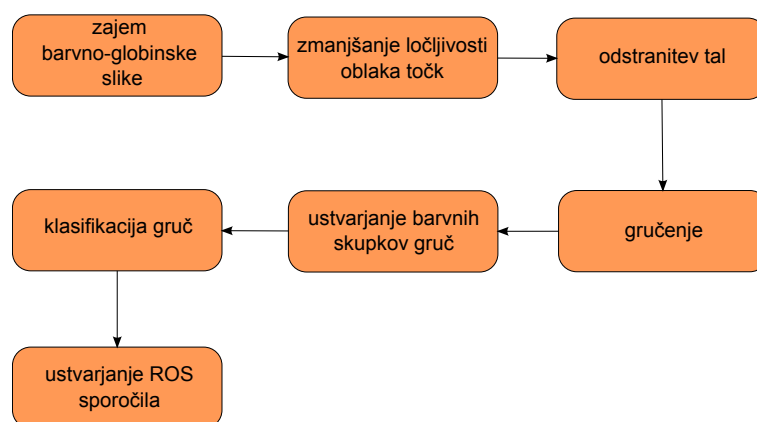 zajem
barvno-globinske
slike
zmanjšanje ločljivosti
oblaka točk
odstranitev tal
gručenje
ustvarjanje barvnih
skupkov gruč
klasifikacija gruč
ustvarjanje ROS
sporočila